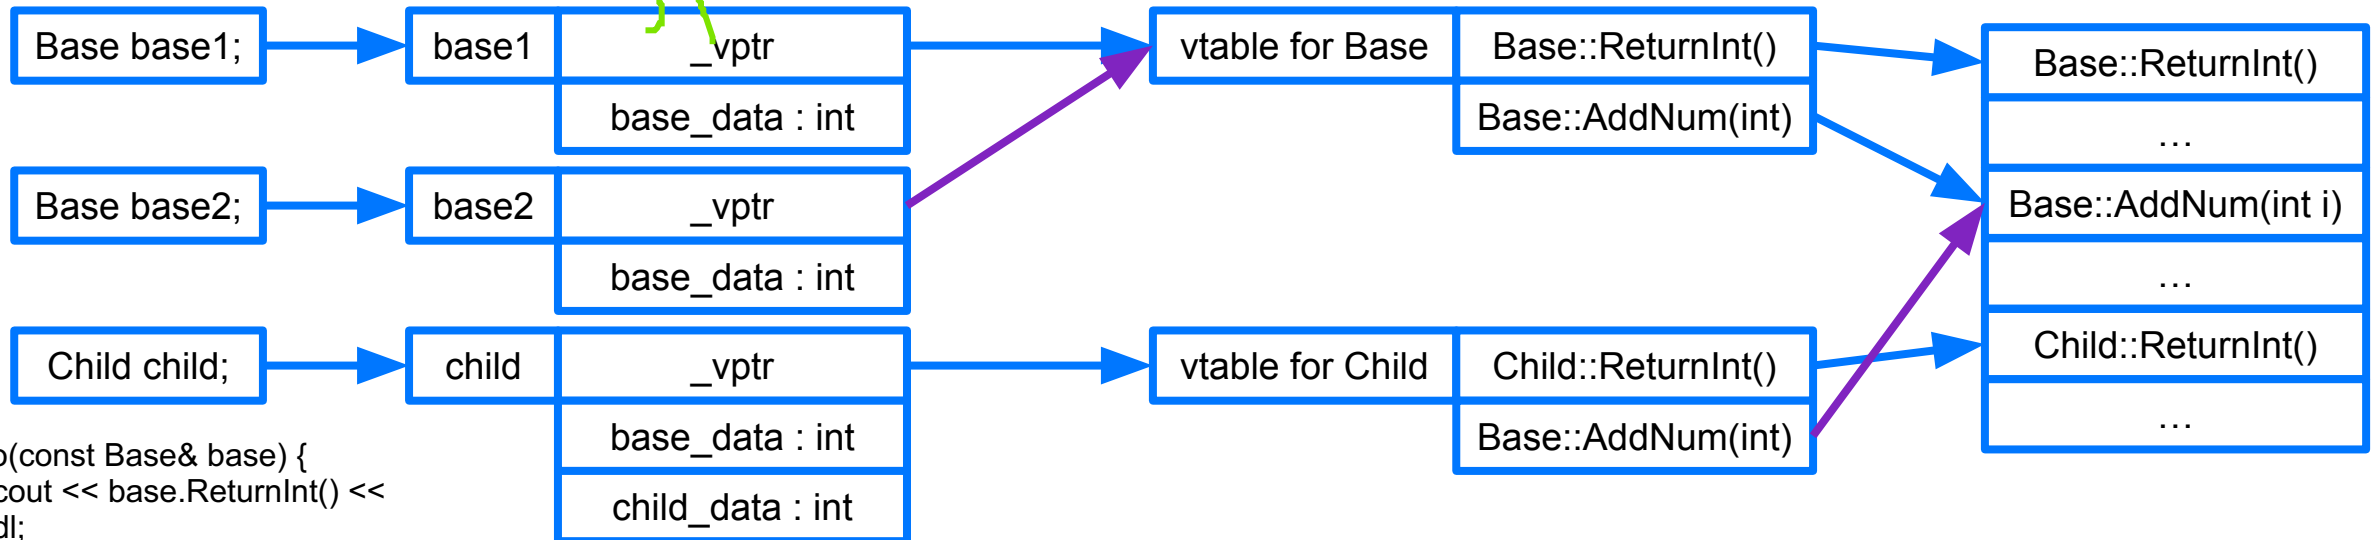 Base base1;
base1
_vptr
base_data : int
vtable for Base
Base::ReturnInt()
Base::AddNum(int)
Base::ReturnInt()
...
Base::AddNum(int i)
...
Child::ReturnInt()
...
Base base2;
base2
_vptr
base_data : int
Child child;
child
_vptr
base_data : int
child_data : int
vtable for Child
Child::ReturnInt()
Base::AddNum(int)
(const Base& base) {
cout << base.ReturnInt() <<
dl;